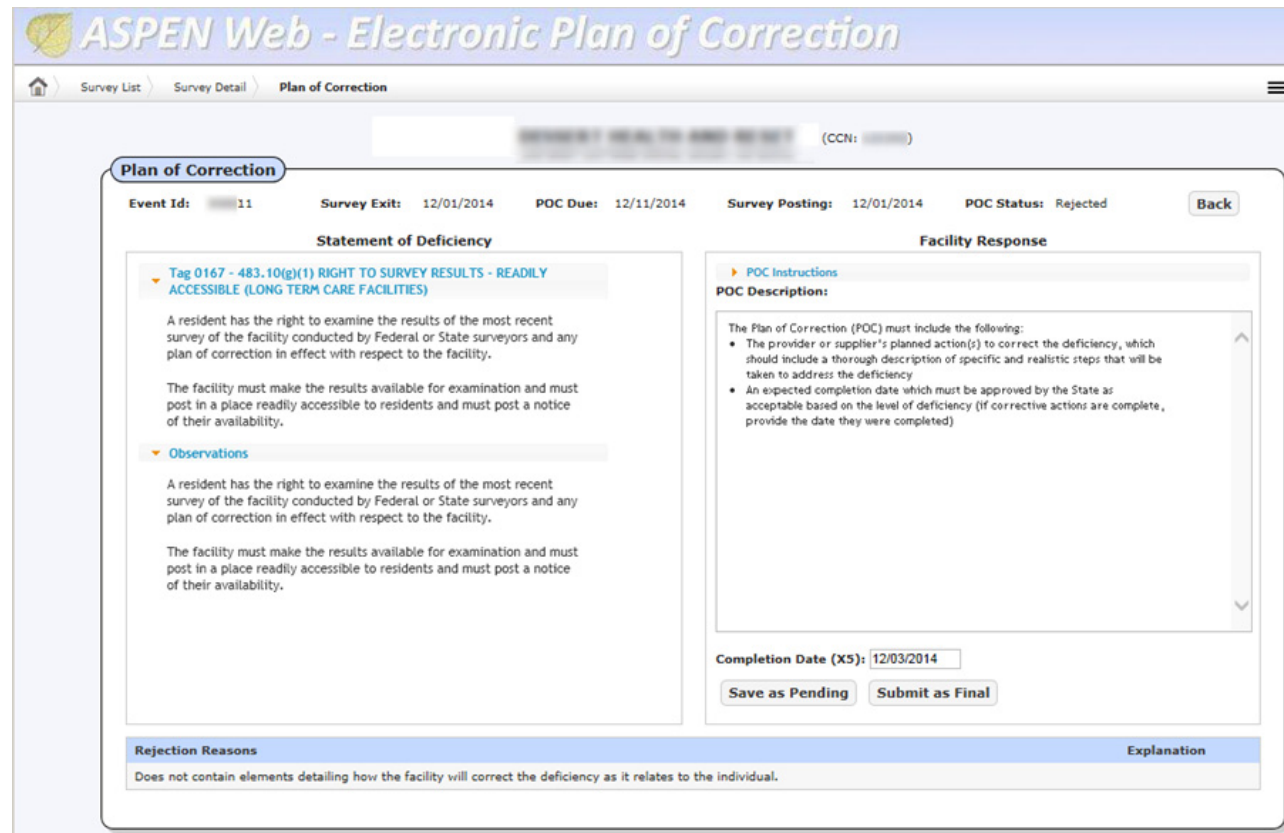 ASPEN Web - Electronic Plan of Correction
Survey List Survey Detail Plan of Correction
(CCN: )
Plan of Correction
Event Id: 11 Survey Exit: 12/01/2014 POC Due: 12/11/2014 Survey Posting: 12/01/2014 POC Status: Rejected Back
Statement of Deficiency
Tag 0167 - 483.10(g)(1) RIGHT TO SURVEY RESULTS - READILY
ACCESSIBLE (LONG TERM CARE FACILITIES)
A resident has the right to examine the results of the most recent
survey of the facility conducted by Federal or State surveyors and any
plan of correction in effect with respect to the facility.
The facility must make the results available for examination and must
post in a place readily accessible to residents and must post a notice
of their availability.
Observations
A resident has the right to examine the results of the most recent
survey of the facility conducted by Federal or State surveyors and any
plan of correction in effect with respect to the facility.
The facility must make the results available for examination and must
post in a place readily accessible to residents and must post a notice
of their availability.
Facility Response
POC Instructions
POC Description:
The Plan of Correction (POC) must include the following:
• The provider or supplier's planned action(s) to correct the deficiency, which
should include a thorough description of specific and realistic steps that will be
taken to address the deficiency
• An expected completion date which must be approved by the State as
acceptable based on the level of deficiency (if corrective actions are complete,
provide the date they were completed)
Completion Date (X5): 12/03/2014
Save as Pending Submit as Final
Rejection Reasons Explanation
Does not contain elements detailing how the facility will correct the deficiency as it relates to the individual.